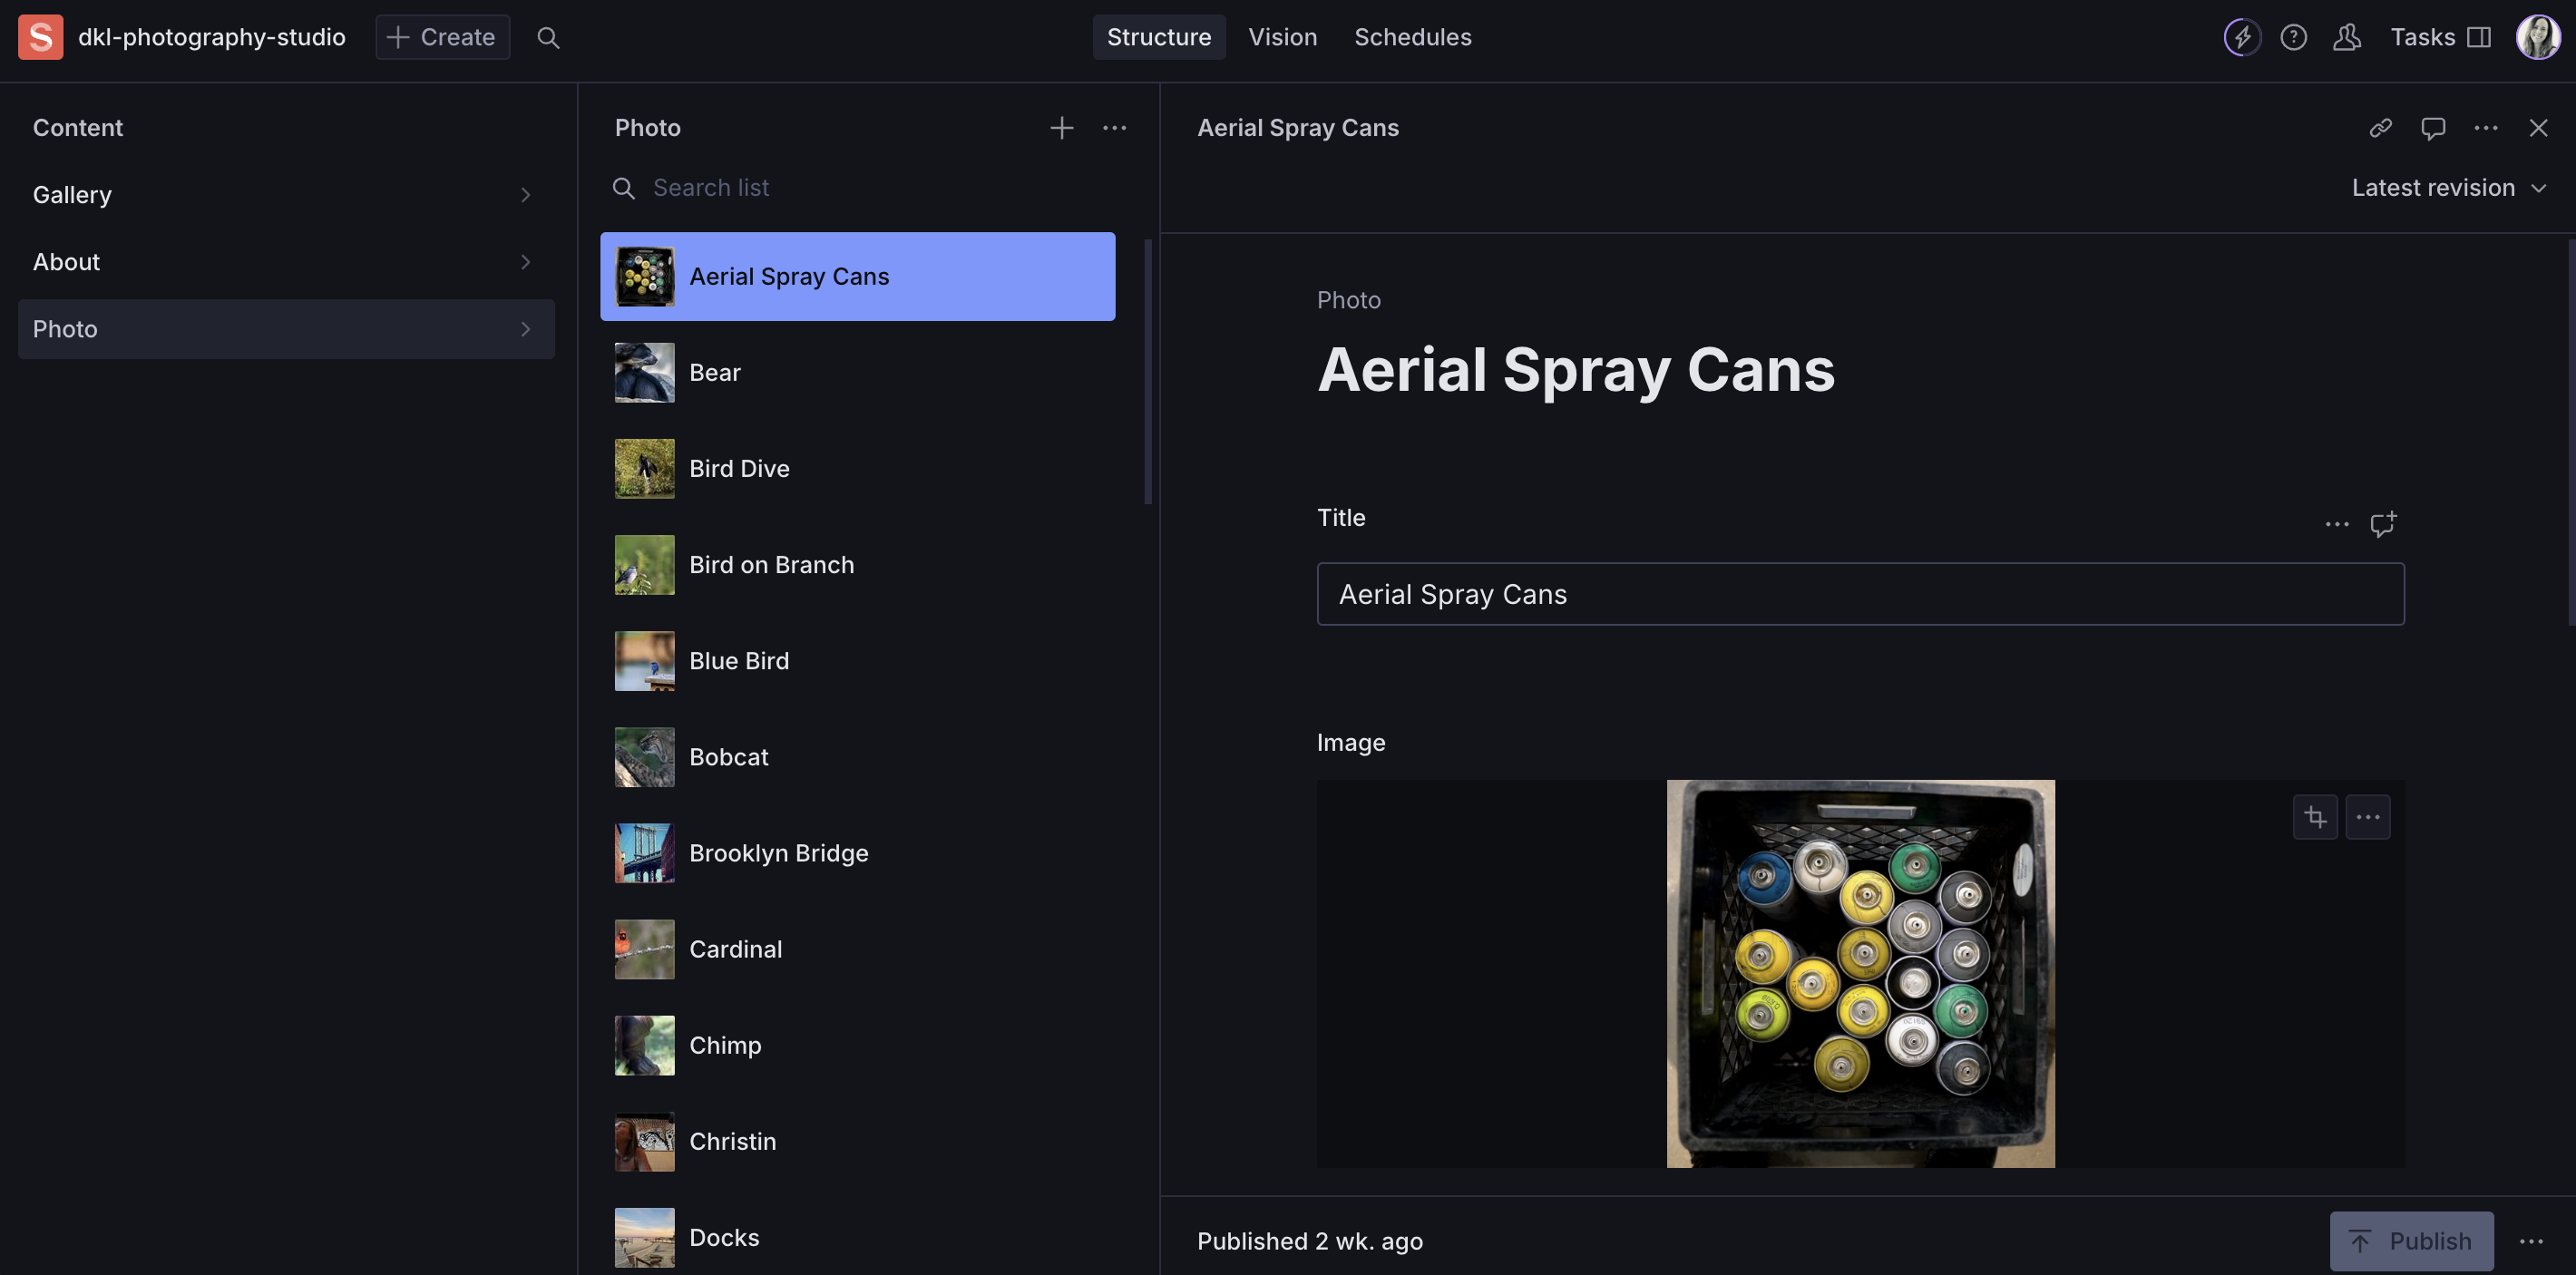 S dkl-photography-studio Create Structure Vision Schedules Tasks
Content
Gallery
About
Photo
Photo
Search list
Aerial Spray Cans
Bear
Bird Dive
Bird on Branch
Blue Bird
Bobcat
Brooklyn Bridge
Cardinal
Chimp
Christin
Docks
Aerial Spray Cans
Latest revision
Photo
Aerial Spray Cans
Title
Aerial Spray Cans
Image
Published 2 wk. ago
Publish